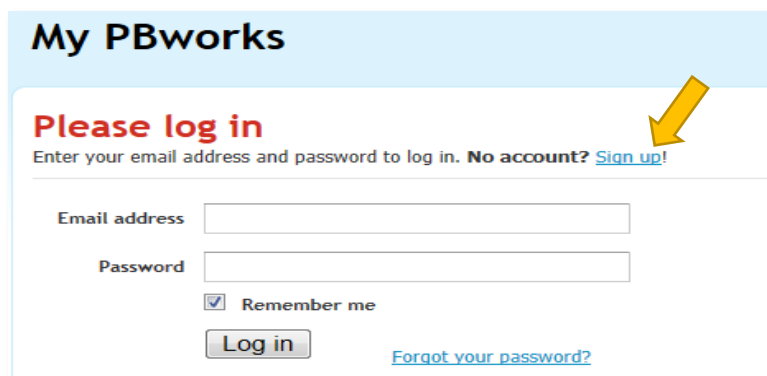 My PBworks
Please log in
Enter your email address and password to log in. No account? Sign up!
Email address
Password
Remember me
Log in
Forgot your password?